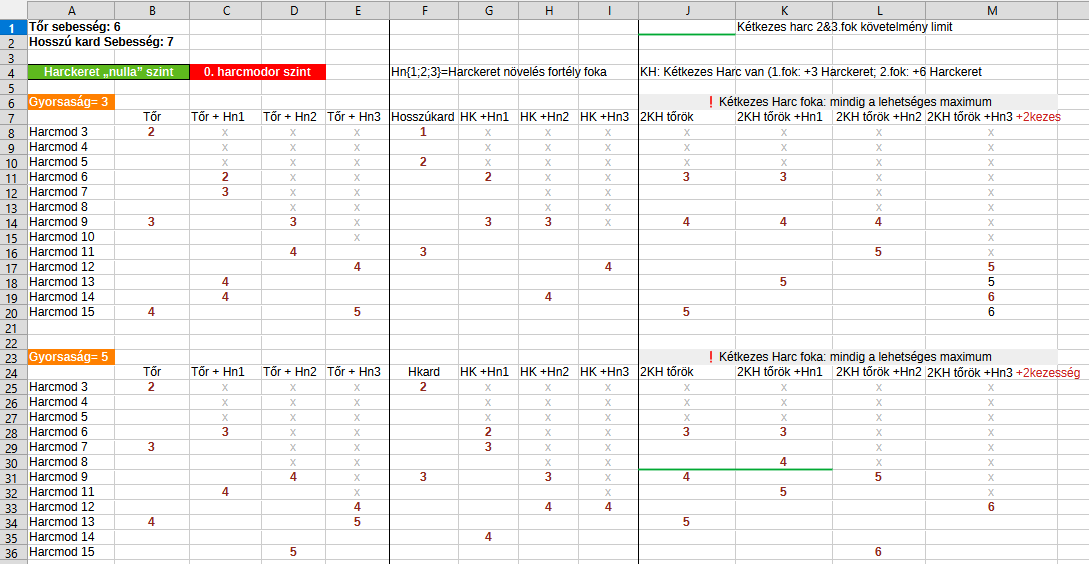 A B C D E F G H I J K L M
1 Tőr sebesség: 6 Kétkezes harc 2&3.fok követelmény limit
2 Hosszú kard Sebesség: 7
3
4 Harckeret „nulla” szint 0. harcmodor szint Hn{1;2;3}=Harckeret növelés fortély foka KH: Kétkezes Harc van (1.fok: +3 Harckeret; 2.fok: +6 Harckeret
5
6 Gyorsaság= 3 ❗ Kétkezes Harc foka: mindig a lehetséges maximum
7 Tőr Tőr + Hn1 Tőr + Hn2 Tőr + Hn3 Hosszúkard HK +Hn1 HK +Hn2 HK +Hn3 2KH tőrök 2KH tőrök +Hn1 2KH tőrök +Hn2 2KH tőrök +Hn3 +2kezes
8 Harcmod 3 2 x x x 1 x x x x x x x
9 Harcmod 4 x x x x x x x x x x
10 Harcmod 5 x x x 2 x x x x x x x
11 Harcmod 6 2 x x 2 x x 3 3 x x
12 Harcmod 7 3 x x x x x x
13 Harcmod 8 x x x x x x
14 Harcmod 9 3 3 x 3 3 x 4 4 4 x
15 Harcmod 10 x x
16 Harcmod 11 4 3 5 x
17 Harcmod 12 4 4 5
18 Harcmod 13 4 5 5
19 Harcmod 14 4 4 6
20 Harcmod 15 4 5 5 6
21
22
23 Gyorsaság= 5 ❗ Kétkezes Harc foka: mindig a lehetséges maximum
24 Tőr Tőr + Hn1 Tőr + Hn2 Tőr + Hn3 Hkard HK +Hn1 HK +Hn2 HK +Hn3 2KH tőrök 2KH tőrök +Hn1 2KH tőrök +Hn2 2KH tőrök +Hn3 +2kezesség
25 Harcmod 3 2 x x x 2 x x x x x x x
26 Harcmod 4 x x x x x x x x x x
27 Harcmod 5 x x x x x x x x x x
28 Harcmod 6 3 x x 2 x x 3 3 x x
29 Harcmod 7 3 x x 3 x x x x
30 Harcmod 8 x x x x 4 x x
31 Harcmod 9 4 x 3 3 x 4 5 x
32 Harcmod 11 4 x x 5 x
33 Harcmod 12 4 4 4 6
34 Harcmod 13 4 5 5
35 Harcmod 14 4
36 Harcmod 15 5 6